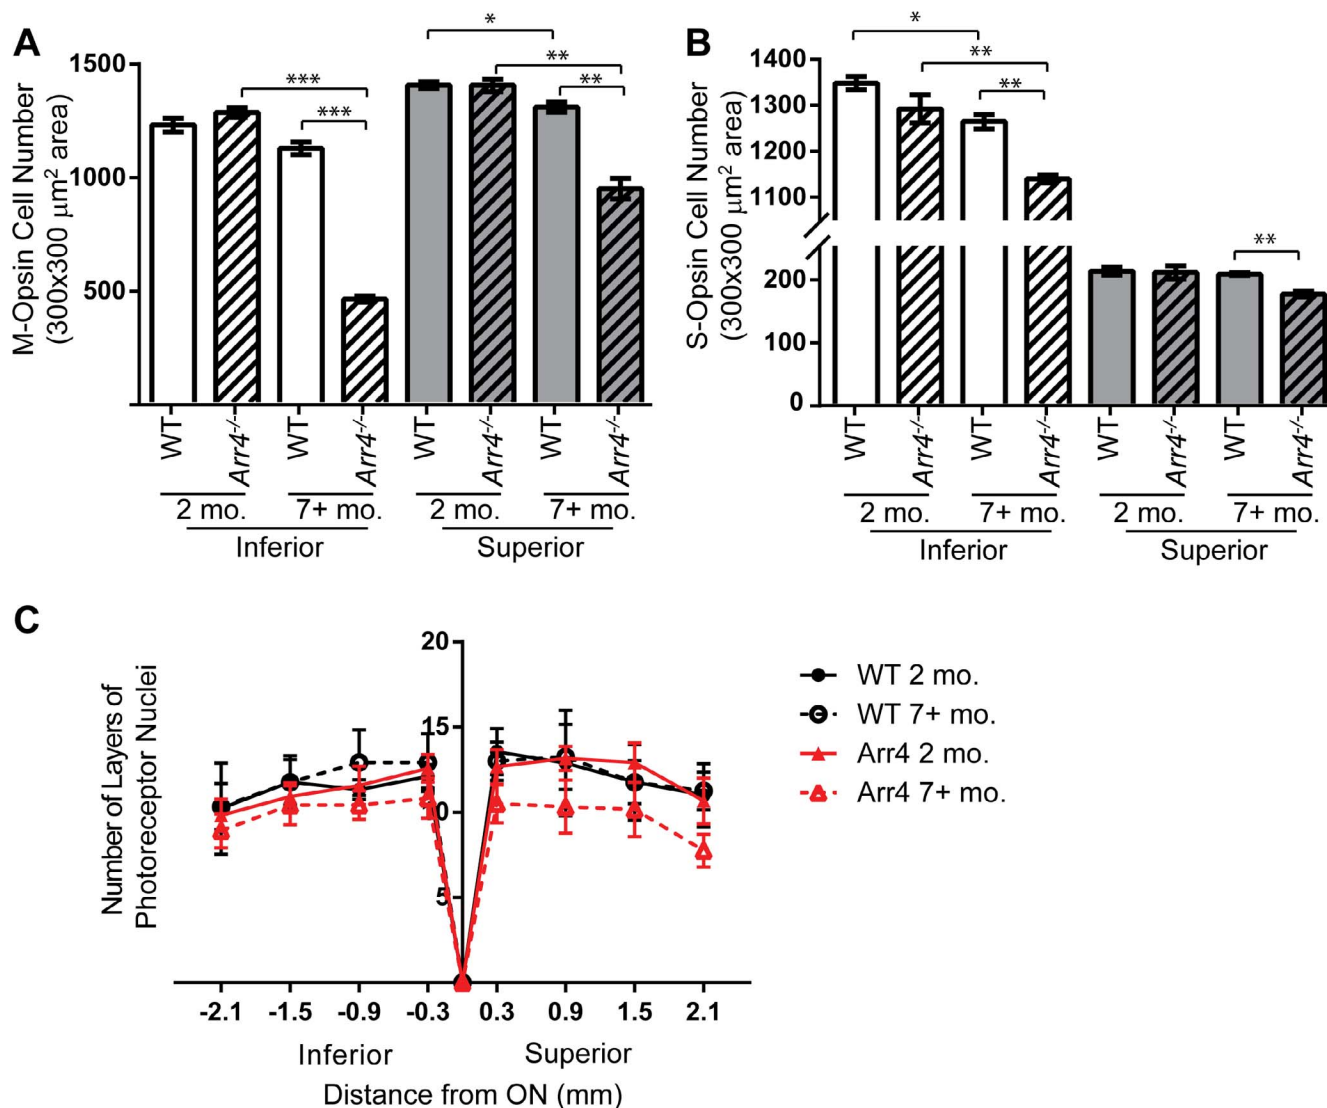 A
M-Opsin Cell Number
(300x300 μm² area)
1500
1000
500
*
***
**
***
**
WT
Arr4-/-
WT
Arr4-/-
WT
Arr4-/-
WT
Arr4-/-
2 mo.
7+ mo.
2 mo.
7+ mo.
Inferior
Superior
B
S-Opsin Cell Number
(300x300 μm² anrea)
1400
1300
1200
1100
200
100
0
*
**
**
**
WT
Arr4-/-
WT
Arr4-/-
WT
Arr4-/-
WT
Arr4-/-
2 mo.
7+ mo.
2 mo.
7+ mo.
Inferior
Superior
C
Number of Layers of
Photoreceptor Nuclei
20
15
10
5
-2.1 -1.5 -0.9 -0.3 0.3 0.9 1.5 2.1
Inferior Superior
Distance from ON (mm)
WT 2 mo.
WT 7+ mo.
Arr4 2 mo.
Arr4 7+ mo.